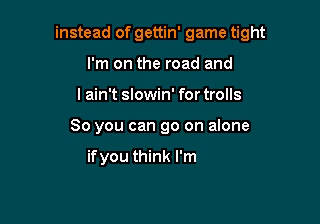 instead of gettin' game tight
I'm on the road and
I ain't slowin' for trolls
So you can go on alone
if you think I'm